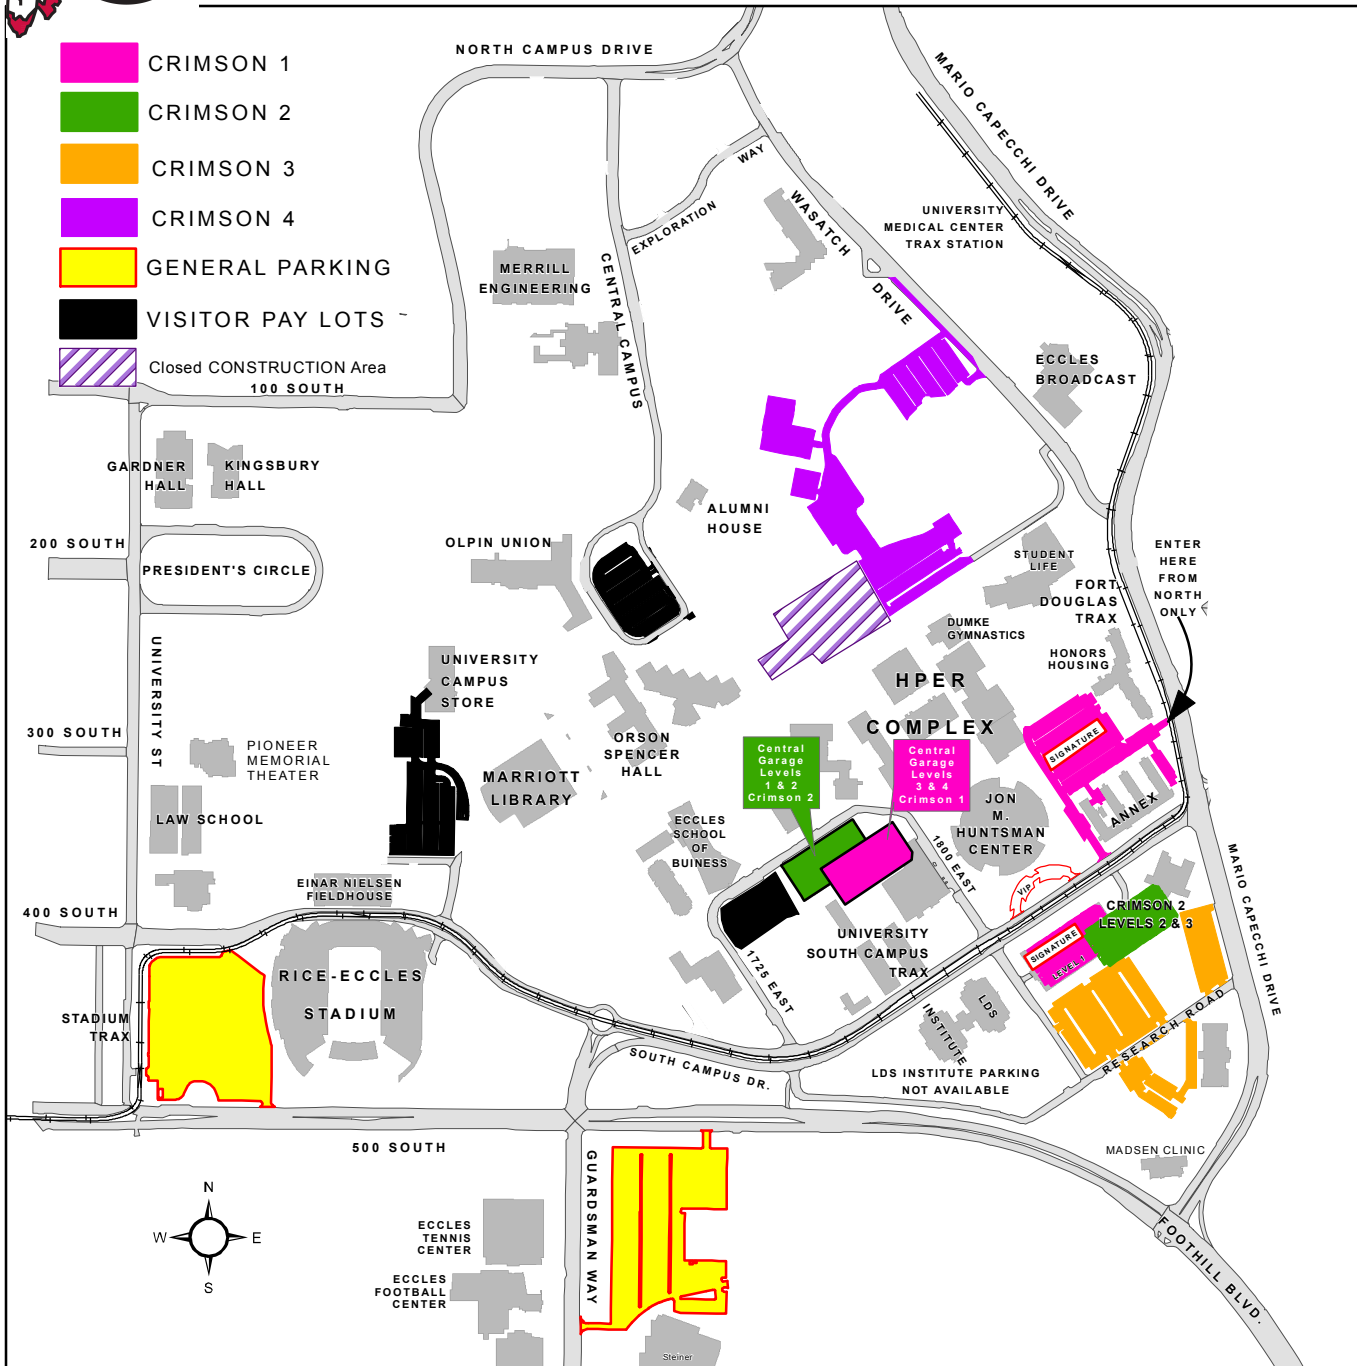 CRIMSON 1
CRIMSON 2
CRIMSON 3
CRIMSON 4
GENERAL PARKING
VISITOR PAY LOTS
Closed CONSTRUCTION Area
100 SOUTH
NORTH CAMPUS DRIVE
MARIO CAPECCHI DRIVE
WAY
EXPLORATION
WASATCH
DRIVE
UNIVERSITY
MEDICAL CENTER
TRAX STATION
MERRILL
ENGINEERING
CENTRAL CAMPUS
ECCLES
BROADCAST
GARDNER
HALL
KINGSBURY
HALL
ALUMNI
HOUSE
200 SOUTH
OLPIN UNION
PRESIDENT'S CIRCLE
STUDENT
LIFE
ENTER
HERE
FROM
NORTH
ONLY
FORT
DOUGLAS
TRAX
DUMKE
GYMNASTICS
HONORS
HOUSING
UNIVERSITY ST
UNIVERSITY
CAMPUS
STORE
HPER
COMPLEX
300 SOUTH
PIONEER
MEMORIAL
THEATER
ORSON
SPENCER
HALL
MARRIOTT
LIBRARY
Central
Garage
Levels
1 & 2
Crimson 2
Central
Garage
Levels
3 & 4
Crimson 1
SIGNATURE
JON
M.
HUNTSMAN
CENTER
ANNEX
LAW SCHOOL
ECCLES
SCHOOL
OF
BUINESS
1800 EAST
MARIO CAPECCHI DRIVE
EINAR NIELSEN
FIELDHOUSE
VIP
400 SOUTH
CRIMSON 2
LEVELS 2 & 3
SIGNATURE
LEVEL 1
UNIVERSITY
SOUTH CAMPUS
TRAX
1725 EAST
RICE-ECCLES
STADIUM
STADIUM
TRAX
LDS
INSTITUTE
RESEARCH ROAD
SOUTH CAMPUS DR.
LDS INSTITUTE PARKING
NOT AVAILABLE
500 SOUTH
MADSEN CLINIC
GUARDSMAN WAY
N
W
E
S
ECCLES
TENNIS
CENTER
ECCLES
FOOTBALL
CENTER
FOOTHILL BLVD.
Steiner